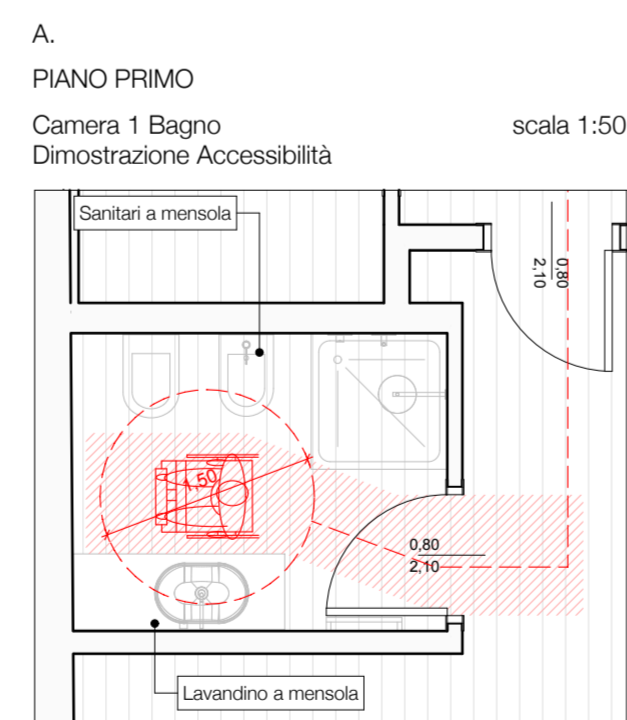 A.
PIANO PRIMO
Camera 1 Bagno
scala 1:50
Dimostrazione Accessibilità
Sanitari a mensola
0,80
2,10
1,50
0,80
2,10
Lavandino a mensola